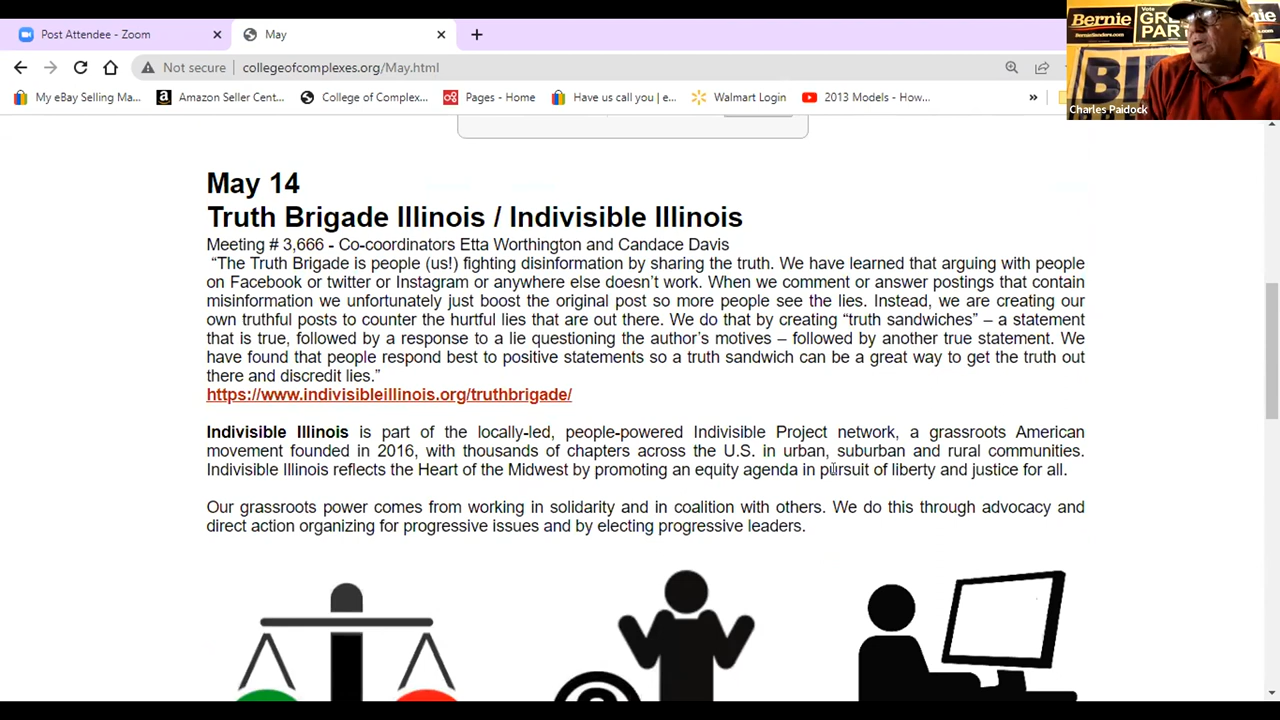 Post Attendee - Zoom
May
Not secure
collegeofcomplexes.org/May.html
My eBay Selling Ma...
Amazon Seller Cent...
College of Complex...
Pages - Home
Have us call you | e...
Walmart Login
2013 Models - How...
»
Bernie
BernieSanders.com
Vote
GRE
PART
Bernie
Charles Paidock
May 14
Truth Brigade Illinois / Indivisible Illinois
Meeting # 3,666 - Co-coordinators Etta Worthington and Candace Davis
“The Truth Brigade is people (us!) fighting disinformation by sharing the truth. We have learned that arguing with people
on Facebook or twitter or Instagram or anywhere else doesn’t work. When we comment or answer postings that contain
misinformation we unfortunately just boost the original post so more people see the lies. Instead, we are creating our
own truthful posts to counter the hurtful lies that are out there. We do that by creating “truth sandwiches” – a statement
that is true, followed by a response to a lie questioning the author’s motives – followed by another true statement. We
have found that people respond best to positive statements so a truth sandwich can be a great way to get the truth out
there and discredit lies.”
https://www.indivisibleillinois.org/truthbrigade/
Indivisible Illinois is part of the locally-led, people-powered Indivisible Project network, a grassroots American
movement founded in 2016, with thousands of chapters across the U.S. in urban, suburban and rural communities.
Indivisible Illinois reflects the Heart of the Midwest by promoting an equity agenda in pursuit of liberty and justice for all.
Our grassroots power comes from working in solidarity and in coalition with others. We do this through advocacy and
direct action organizing for progressive issues and by electing progressive leaders.